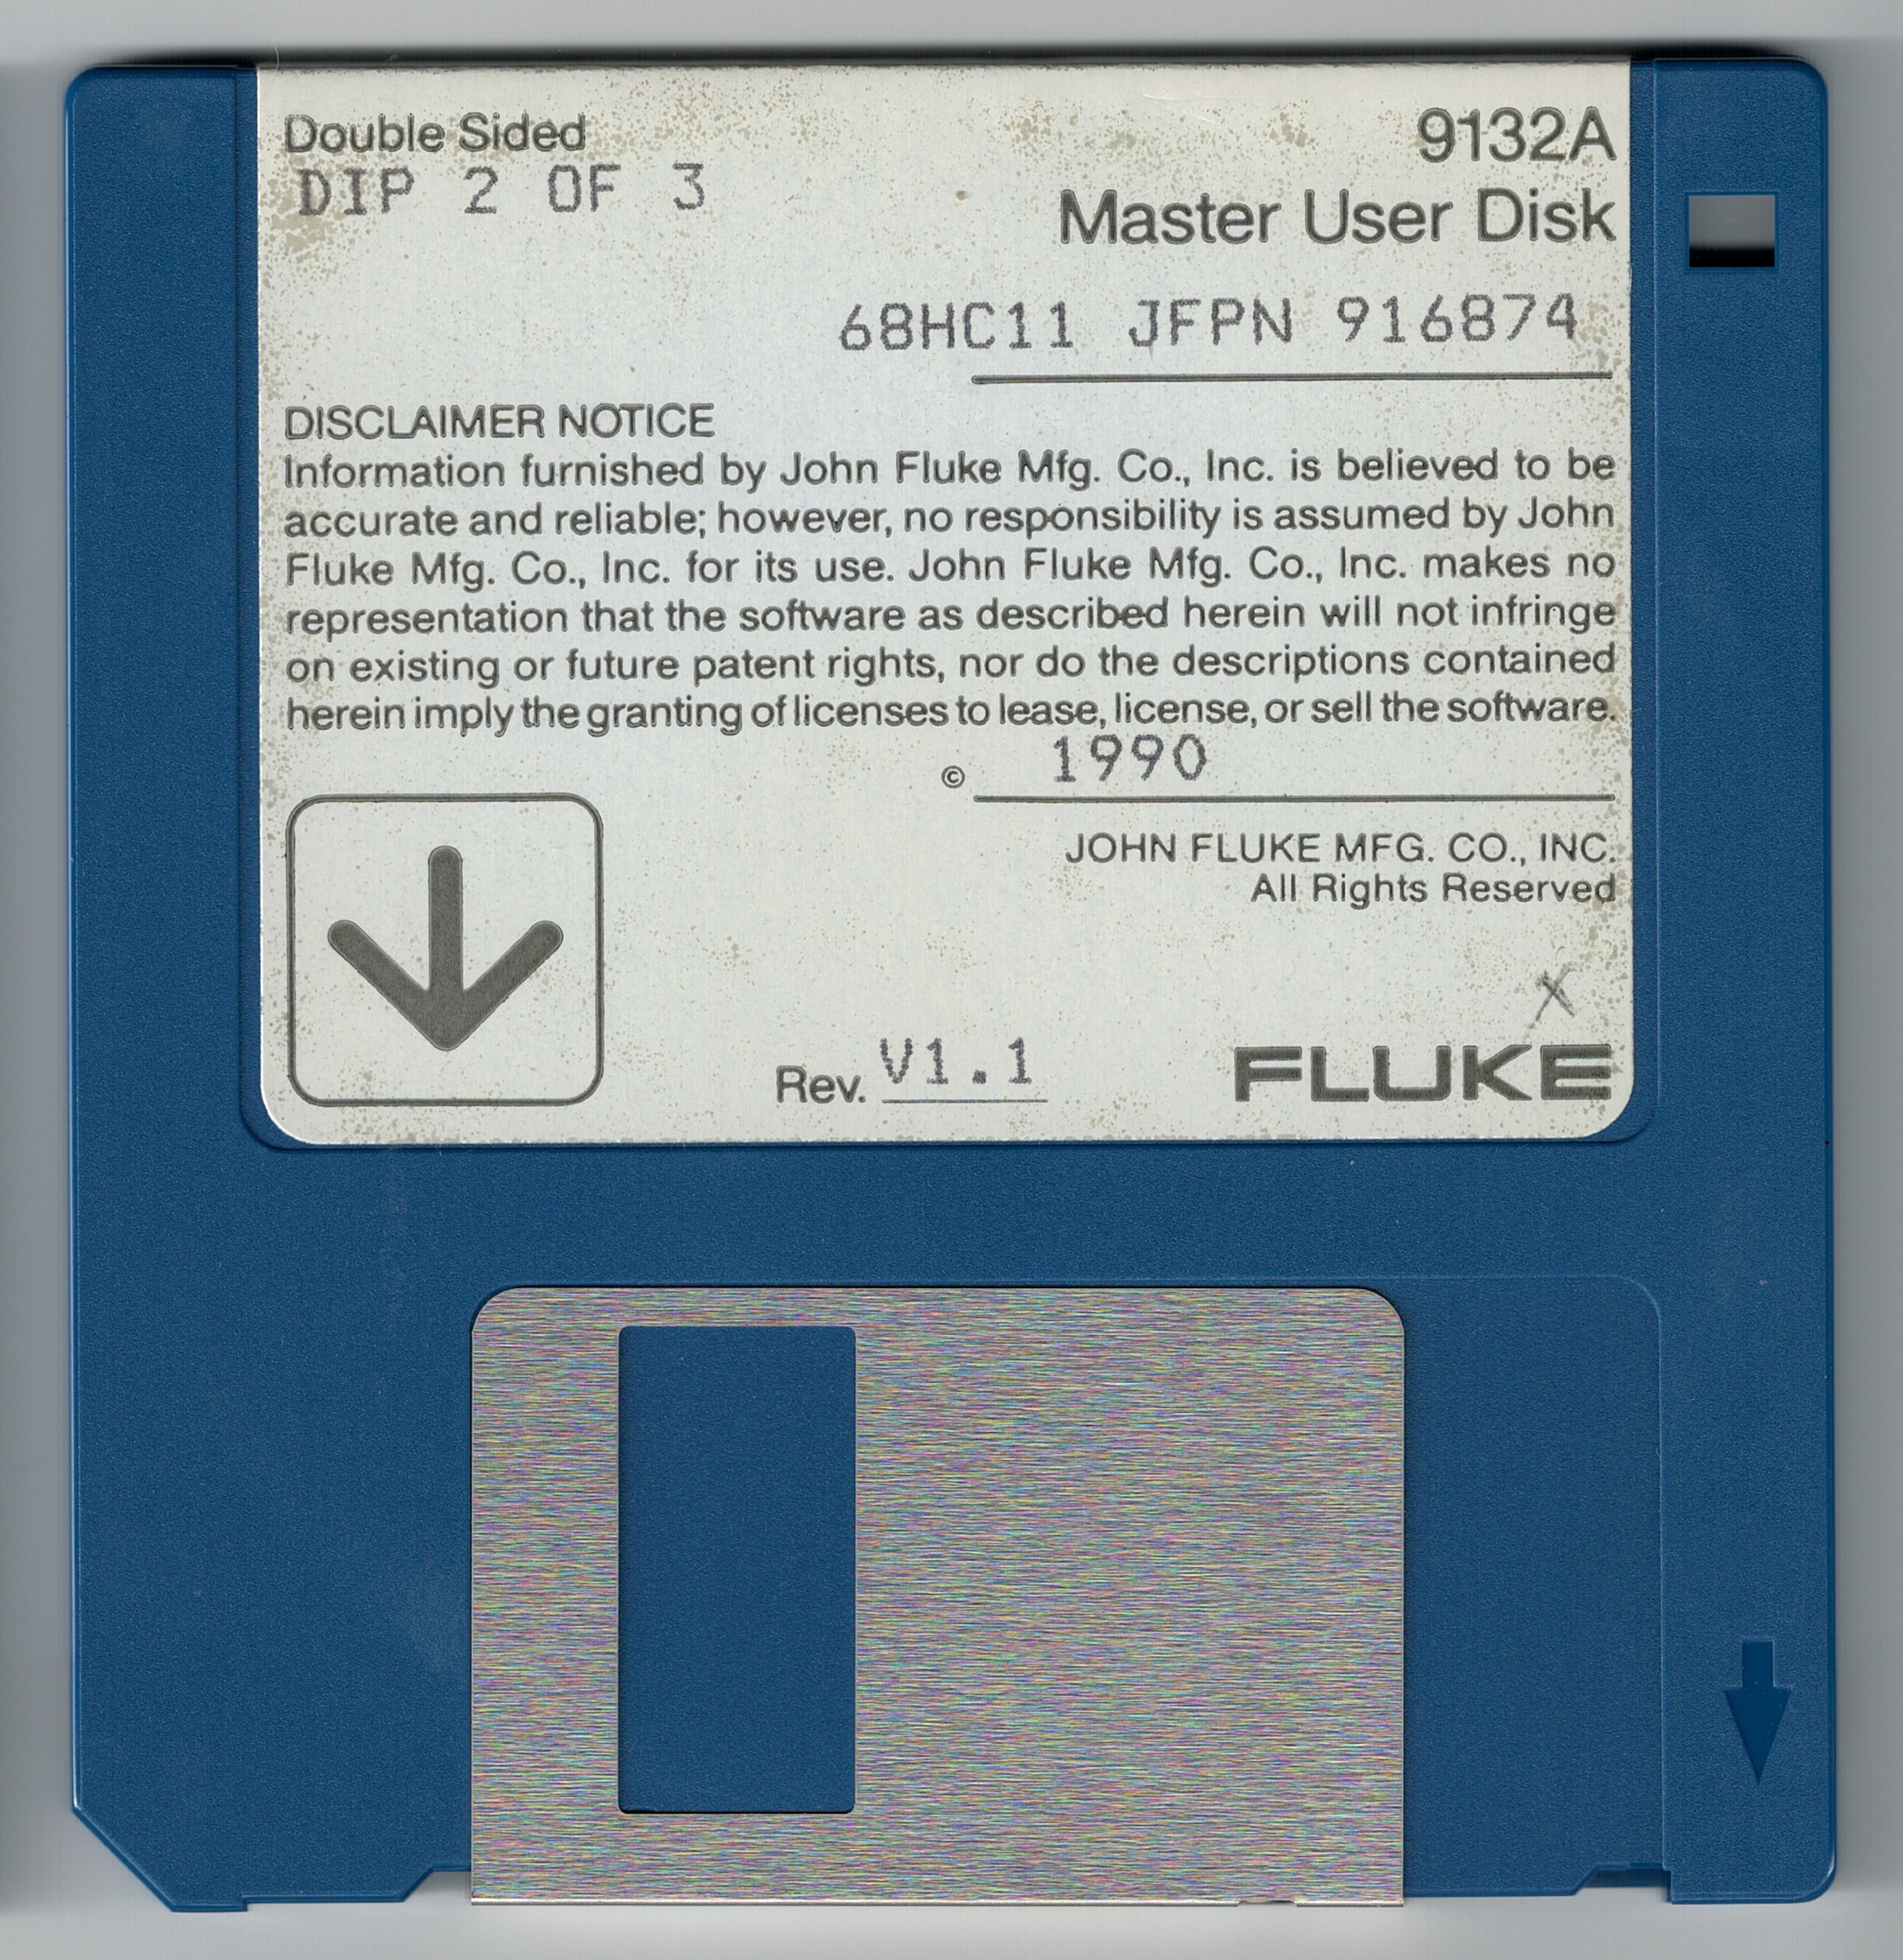 Double Sided
DIP 2 OF 3
9132A
Master User Disk
68HC11 JFPN 916874
DISCLAIMER NOTICE
Information furnished by John Fluke Mfg. Co., Inc. is believed to be
accurate and reliable; however, no responsibility is assumed by John
Fluke Mfg. Co., Inc. for its use. John Fluke Mfg. Co., Inc. makes no
representation that the software as described herein will not infringe
on existing or future patent rights, nor do the descriptions contained
herein imply the granting of licenses to lease, license, or sell the software.
© 1990
JOHN FLUKE MFG. CO., INC.
All Rights Reserved
X
Rev. V1.1
FLUKE